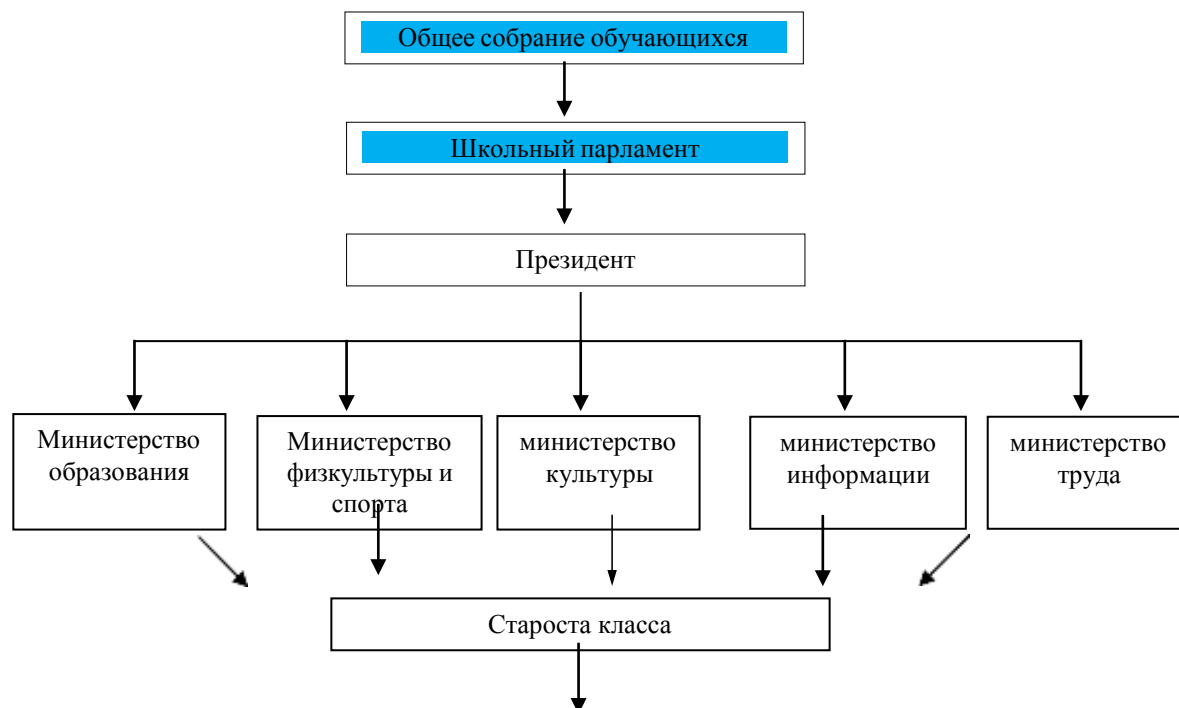 Общее собрание обучающихся
Школьный парламент
Президент
Министерство
образования
Министерство
физкультуры и
спорта
министерство
культуры
министерство
информации
министерство
труда
Староста класса